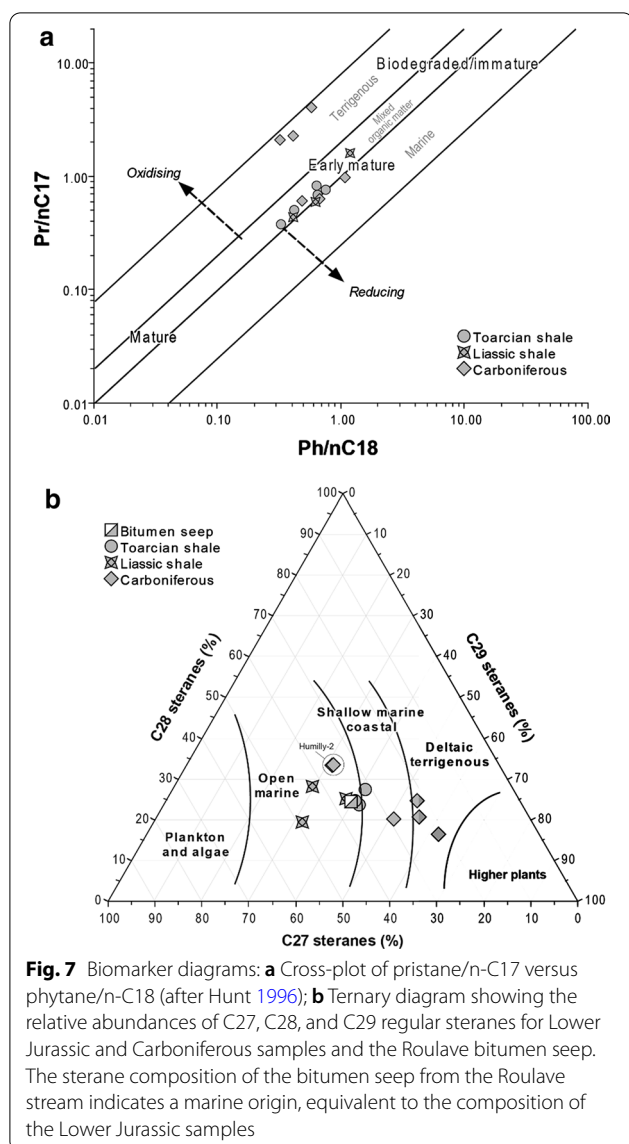 a
10.00
1.00
0.10
0.01
Pr/nC17
Biodegraded/immature
Terrigenous
Mixed
organic matter
Marine
Early mature
Oxidising
Reducing
Mature
Toarcian shale
Liassic shale
Carboniferous
0.01 0.10 1.00 10.00 100.00
Ph/nC18
b
Bitumen seep
Toarcian shale
Liassic shale
Carboniferous
100 0
90 10
80 20
70 30
60 40
50 50
40 60
30 70
20 80
10 90
0 100
C28 steranes (%)
C29 steranes (%)
Shallow marine
coastal
Deltaic
terrigenous
Humilly-2
Open
marine
Plankton
and algae
Higher plants
100 90 80 70 60 50 40 30 20 10 0
C27 steranes (%)
Fig. 7 Biomarker diagrams: a Cross-plot of pristane/n-C17 versus
phytane/n-C18 (after Hunt 1996); b Ternary diagram showing the
relative abundances of C27, C28, and C29 regular steranes for Lower
Jurassic and Carboniferous samples and the Roulave bitumen seep.
The sterane composition of the bitumen seep from the Roulave
stream indicates a marine origin, equivalent to the composition of
the Lower Jurassic samples